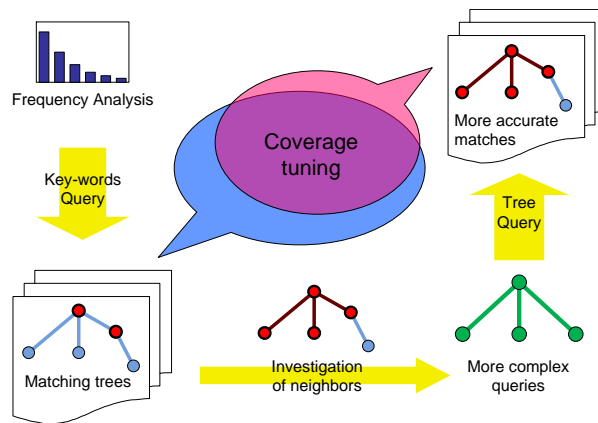 Frequency Analysis
Key-words
Query
Coverage
tuning
More accurate
matches
Tree
Query
Matching trees
Investigation
of neighbors
More complex
queries